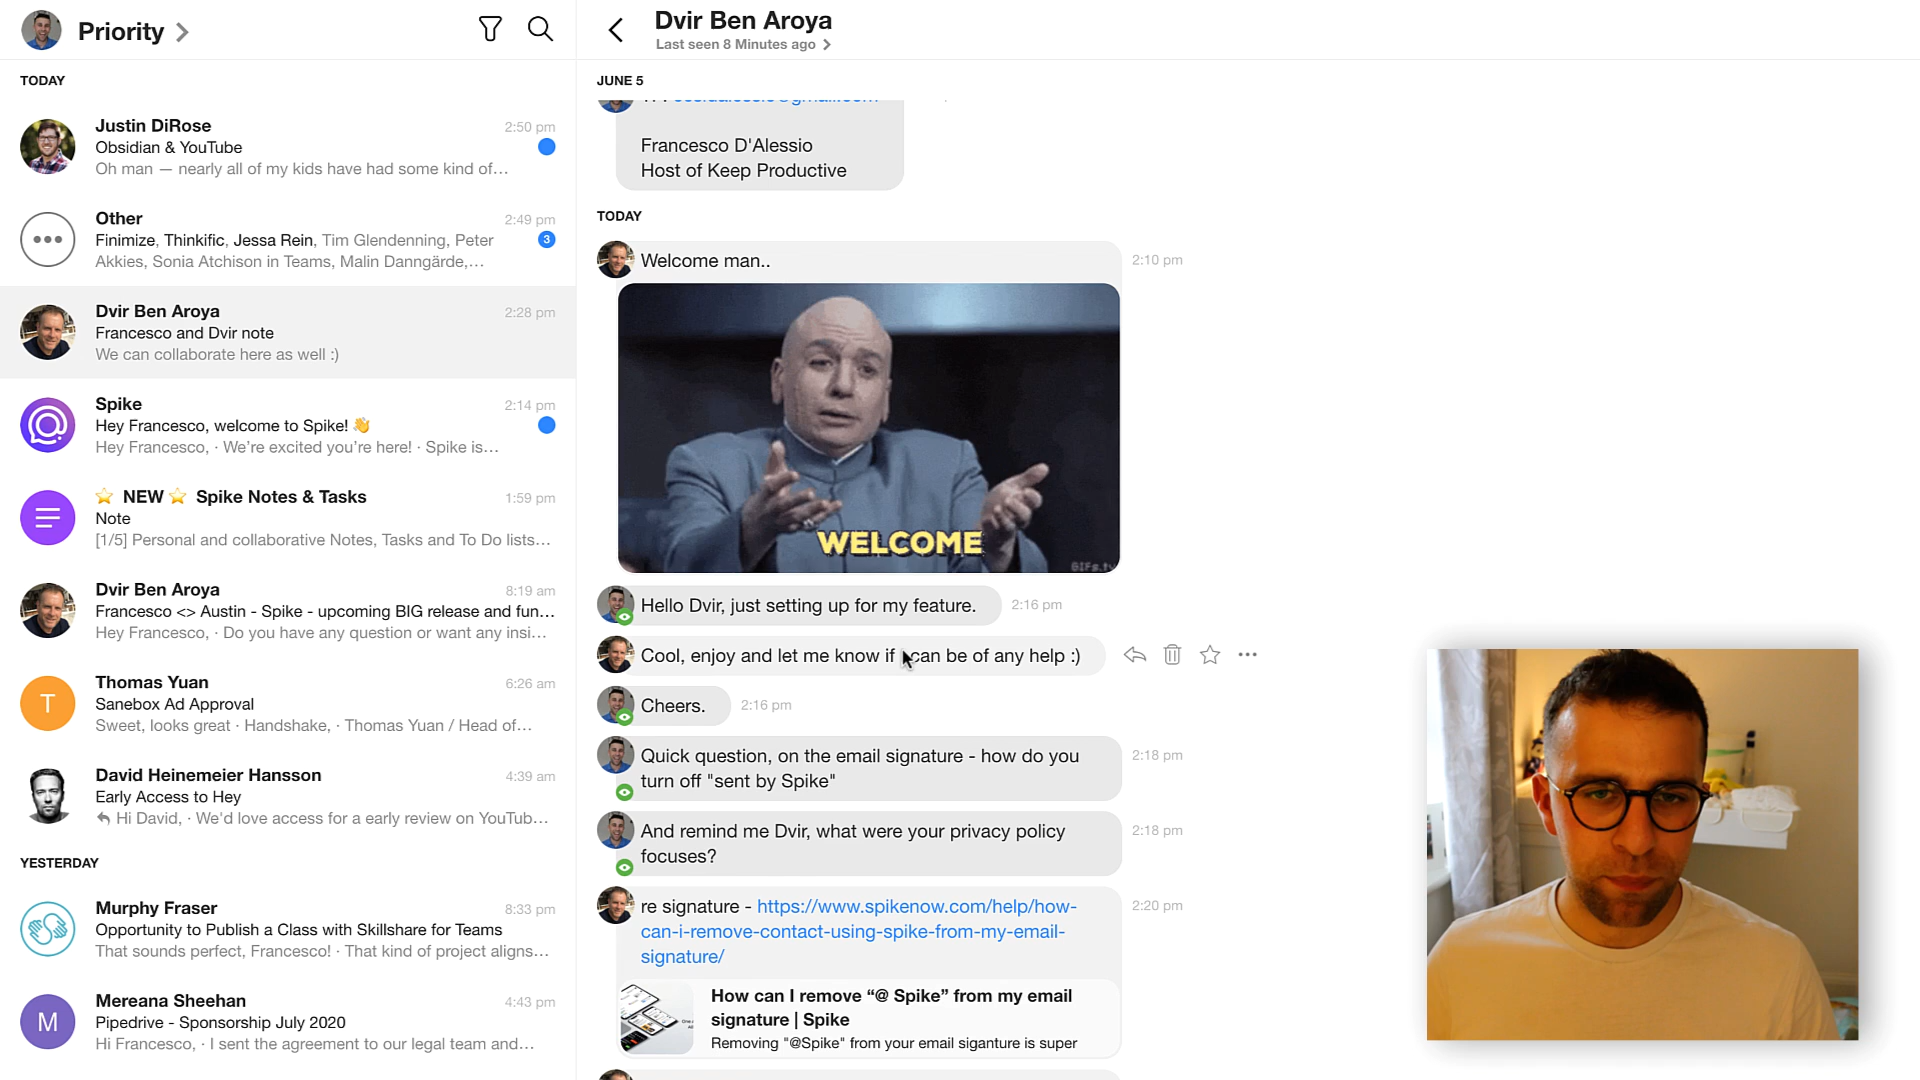 Priority
TODAY
Justin DiRose
2:50 pm
Obsidian & YouTube
Oh man — nearly all of my kids have had some kind of…
Other
2:49 pm
Finimize, Thinkific, Jessa Rein, Tim Glendenning, Peter
3
Akkies, Sonia Atchison in Teams, Malin Danngärde,…
Dvir Ben Aroya
2:28 pm
Francesco and Dvir note
We can collaborate here as well :)
Spike
2:14 pm
Hey Francesco, welcome to Spike! 👋
Hey Francesco, · We’re excited you’re here! · Spike is…
⭐ NEW ⭐ Spike Notes & Tasks
1:59 pm
Note
[1/5] Personal and collaborative Notes, Tasks and To Do lists…
Dvir Ben Aroya
8:19 am
Francesco <> Austin - Spike - upcoming BIG release and fun…
Hey Francesco, · Do you have any question or want any insi…
T
Thomas Yuan
6:26 am
Sanebox Ad Approval
Sweet, looks great · Handshake, · Thomas Yuan / Head of…
David Heinemeier Hansson
4:39 am
Early Access to Hey
Hi David, · We'd love access for a early review on YouTub…
YESTERDAY
Murphy Fraser
8:33 pm
Opportunity to Publish a Class with Skillshare for Teams
That sounds perfect, Francesco! · That kind of project aligns…
M
Mereana Sheehan
4:43 pm
Pipedrive - Sponsorship July 2020
Hi Francesco, · I sent the agreement to our legal team and…
Dvir Ben Aroya
Last seen 8 Minutes ago
JUNE 5
Francesco D'Alessio
Host of Keep Productive
TODAY
Welcome man..
2:10 pm
WELCOME
GIFs.tv
Hello Dvir, just setting up for my feature.
2:16 pm
Cool, enjoy and let me know if I can be of any help :)
Cheers.
2:16 pm
Quick question, on the email signature - how do you
turn off "sent by Spike"
2:18 pm
And remind me Dvir, what were your privacy policy
focuses?
2:18 pm
re signature - https://www.spikenow.com/help/how-
can-i-remove-contact-using-spike-from-my-email-
signature/
2:20 pm
How can I remove “@ Spike” from my email
signature | Spike
Removing "@Spike" from your email siganture is super